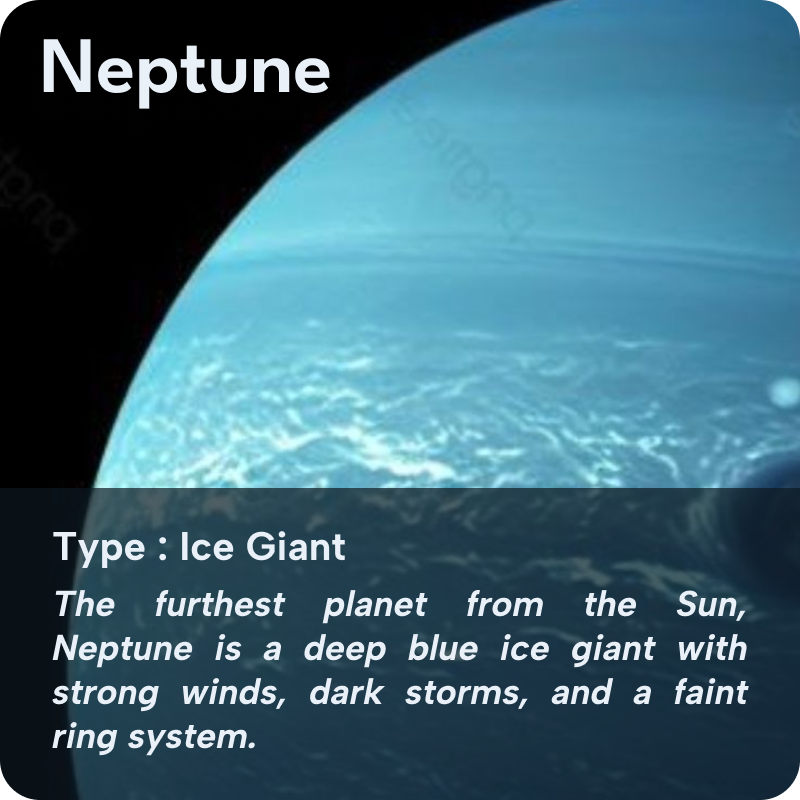 Neptune
Type : Ice Giant
The furthest planet from the Sun,
Neptune is a deep blue ice giant with
strong winds, dark storms, and a faint
ring system.